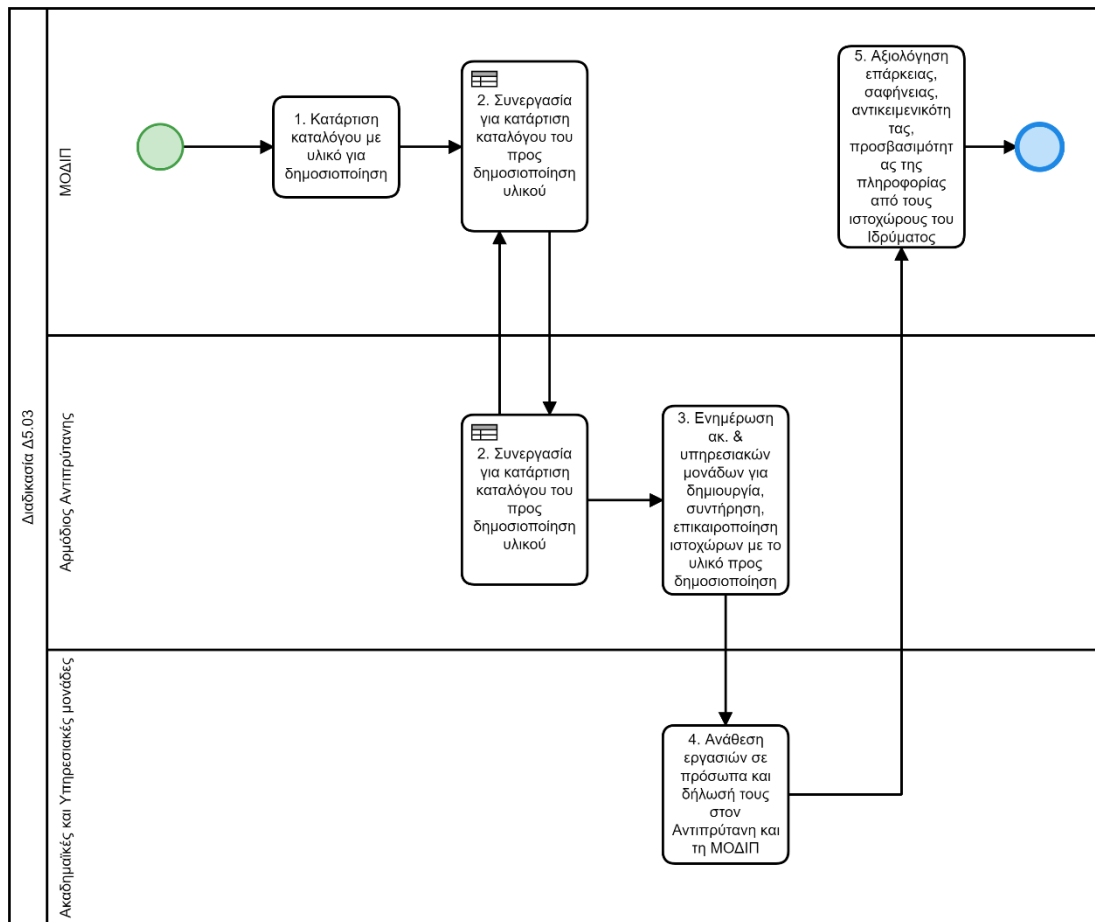 Διαδικασία Δ5.03
ΜΟΔΙΠ
1. Κατάρτιση
καταλόγου με
υλικό για
δημοσιοποίηση
2. Συνεργασία
για κατάρτιση
καταλόγου του
προς
δημοσιοποίηση
υλικού
5. Αξιολόγηση
επάρκειας,
σαφήνειας,
αντικειμενικότη
τας,
προσβασιμότητ
ας της
πληροφορίας
από τους
ιστοχώρους του
Ιδρύματος
Αρμόδιος Αντιπρύτανης
2. Συνεργασία
για κατάρτιση
καταλόγου του
προς
δημοσιοποίηση
υλικού
3. Ενημέρωση
ακ. &
υπηρεσιακών
μονάδων για
δημιουργία,
συντήρηση,
επικαιροποίηση
ιστοχώρων με το
υλικό προς
δημοσιοποίηση
Ακαδημαϊκές και Υπηρεσιακές μονάδες
4. Ανάθεση
εργασιών σε
πρόσωπα και
δήλωσή τους
στον
Αντιπρύτανη και
τη ΜΟΔΙΠ